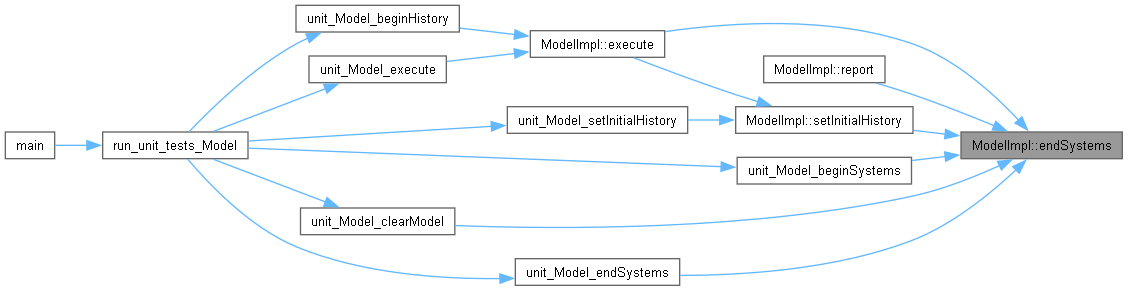 unit_Model_beginHistory
ModelImpl::execute
unit_Model_execute
ModelImpl::report
unit_Model_setInitialHistory
ModelImpl::setInitialHistory
main
run_unit_tests_Model
ModelImpl::endSystems
unit_Model_beginSystems
unit_Model_clearModel
unit_Model_endSystems